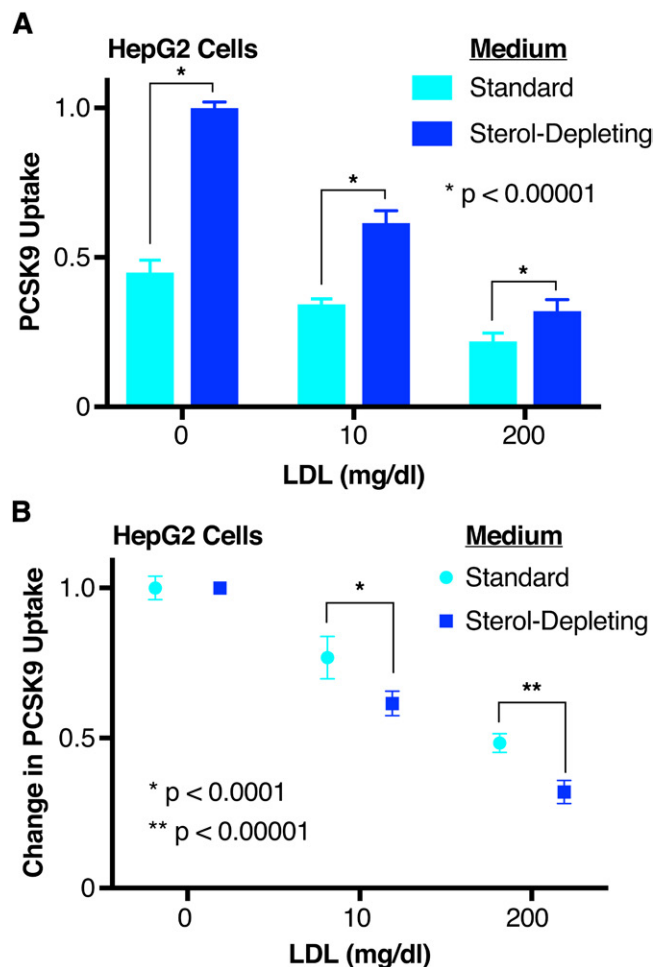 A
HepG2 Cells
Medium
Standard
Sterol-Depleting
* p < 0.00001
*
*
*
PCSK9 Uptake
1.0
0.5
0
0
10
200
LDL (mg/dl)
B
HepG2 Cells
Medium
Standard
Sterol-Depleting
*
**
Change in PCSK9 Uptake
1.0
0.5
0
* p < 0.0001
** p < 0.00001
0
10
200
LDL (mg/dl)